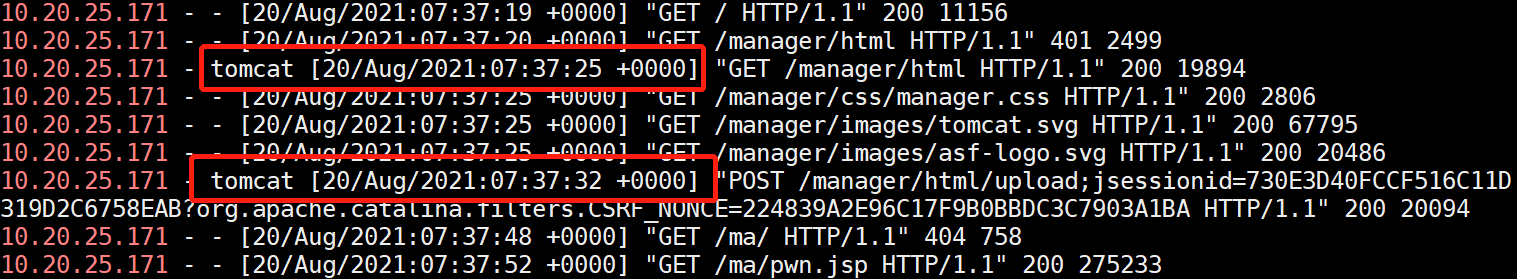 10.20.25.171 - - [20/Aug/2021:07:37:19 +0000] "GET / HTTP/1.1" 200 11156
10.20.25.171 - - [20/Aug/2021:07:37:20 +0000] "GET /manager/html HTTP/1.1" 401 2499
10.20.25.171 - tomcat [20/Aug/2021:07:37:25 +0000] "GET /manager/html HTTP/1.1" 200 19894
10.20.25.171 - - [20/Aug/2021:07:37:25 +0000] "GET /manager/css/manager.css HTTP/1.1" 200 2806
10.20.25.171 - - [20/Aug/2021:07:37:25 +0000] "GET /manager/images/tomcat.svg HTTP/1.1" 200 67795
10.20.25.171 - - [20/Aug/2021:07:37:25 +0000] "GET /manager/images/asf-logo.svg HTTP/1.1" 200 20486
10.20.25.171 - tomcat [20/Aug/2021:07:37:32 +0000] "POST /manager/html/upload;jsessionid=730E3D40FCCF516C11D
319D2C6758EAB?org.apache.catalina.filters.CSRF_NONCE=224839A2E96C17F9B0BBDC3C7903A1BA HTTP/1.1" 200 20094
10.20.25.171 - - [20/Aug/2021:07:37:48 +0000] "GET /ma/ HTTP/1.1" 404 758
10.20.25.171 - - [20/Aug/2021:07:37:52 +0000] "GET /ma/pwn.jsp HTTP/1.1" 200 275233